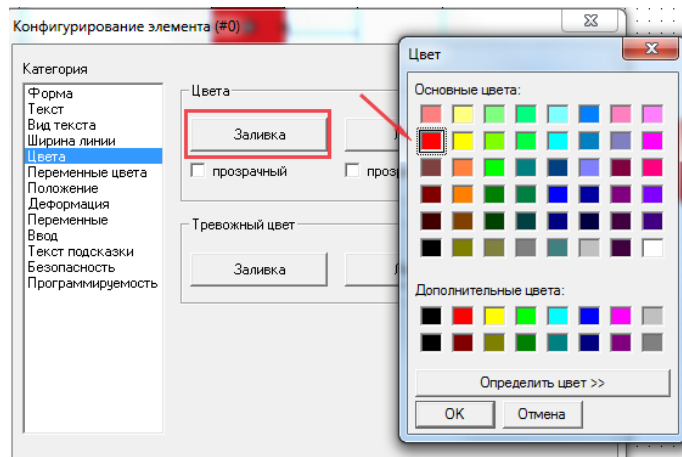 Конфигурирование элемента (#0)
Категория
Форма
Текст
Вид текста
Ширина линии
Цвета
Переменные цвета
Положение
Деформация
Переменные
Ввод
Текст подсказки
Безопасность
Программируемость
Цвета
Заливка
прозрачный
Тревожный цвет
Заливка
Цвет
Основные цвета:
Дополнительные цвета:
Определить цвет >>
OK Отмена